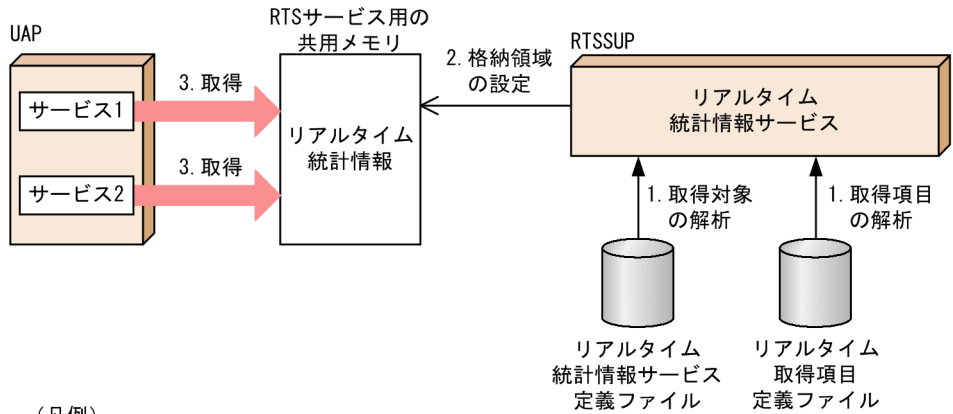 UAP
サービス1
サービス2
3. 取得
3. 取得
RTSサービス用の
共用メモリ
リアルタイム
統計情報
2. 格納領域
の設定
RTSSUP
リアルタイム
統計情報サービス
1. 取得対象
の解析
1. 取得項目
の解析
リアルタイム
統計情報サービス
定義ファイル
リアルタイム
取得項目
定義ファイル
(凡例)